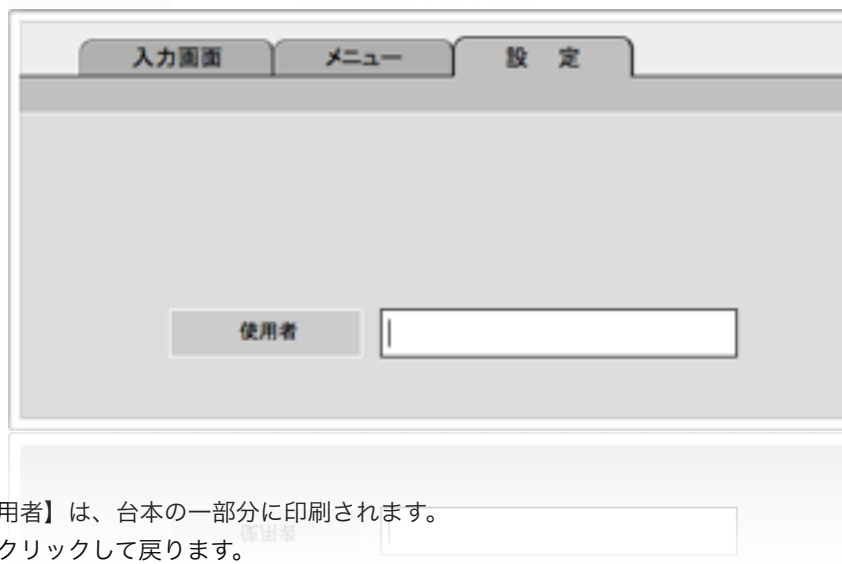 入力画面 メニュー 設 定
使用者
用者】は、台本の一部分に印刷されます。
クリックして戻ります。